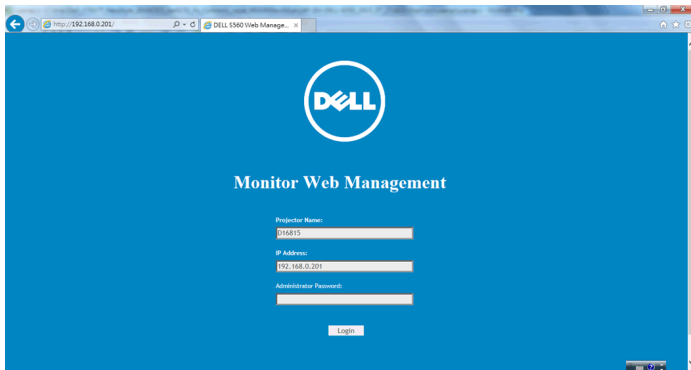 http://192.168.0.201/
DELL S560 Web Manage...
DELL
Monitor Web Management
Projector Name:
D16815
IP Address:
192.168.0.201
Administrator Password:
Login